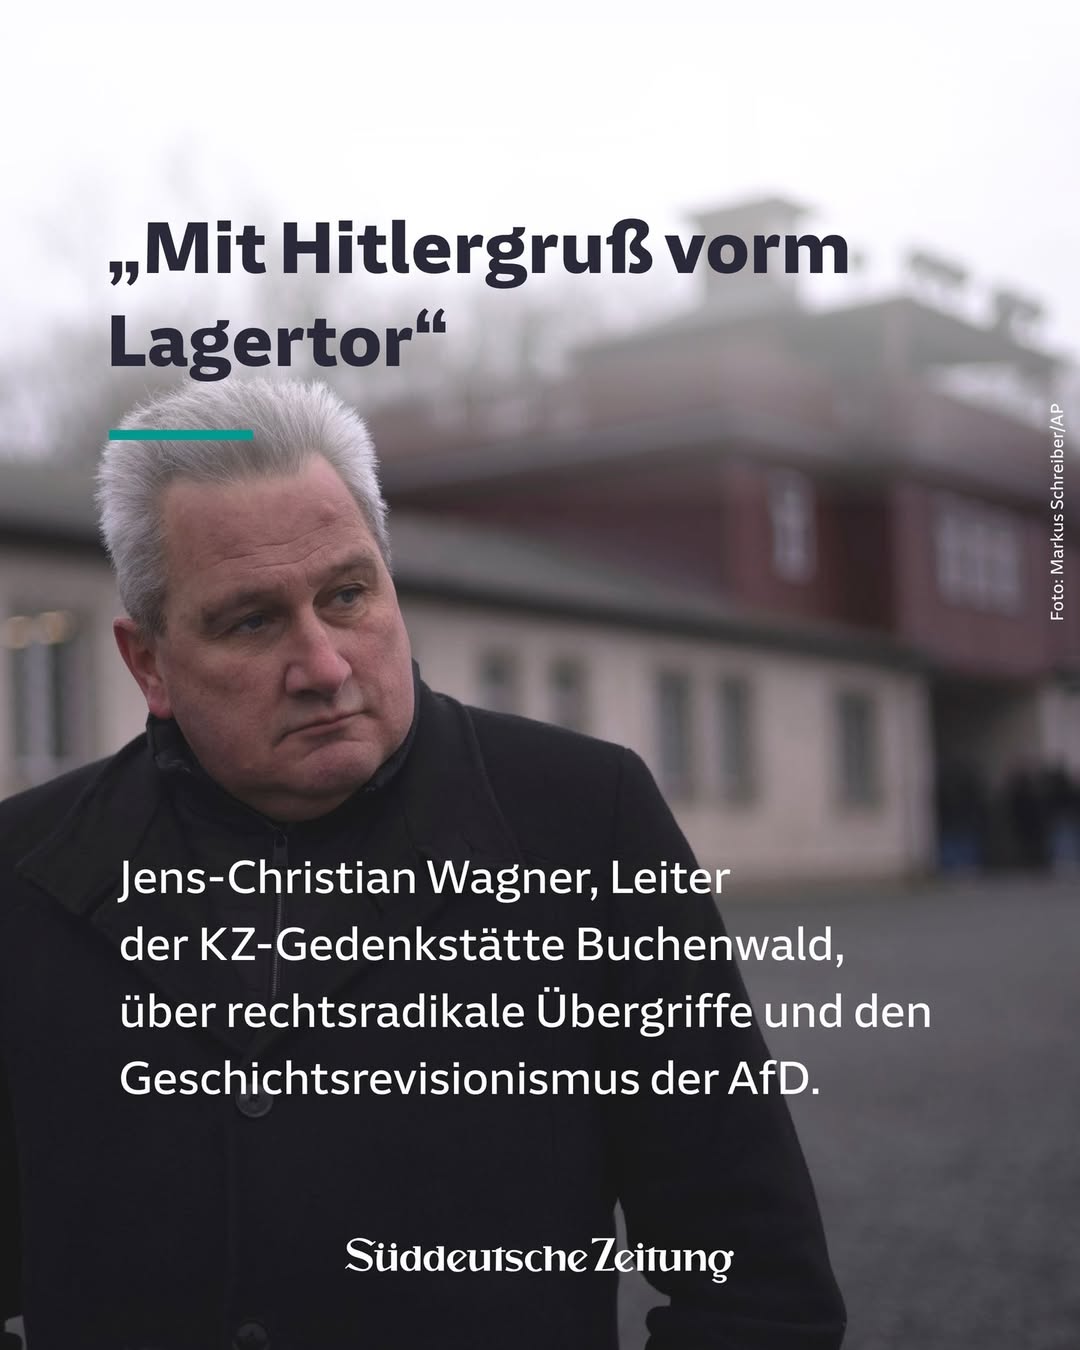 „Mit Hitlergruß vorm
Lagertor“
Foto: Markus Schreiber/AP
Jens-Christian Wagner, Leiter
der KZ-Gedenkstätte Buchenwald,
über rechtsradikale Übergriffe und den
Geschichtsrevisionismus der AfD.
Süddeutsche Zeitung